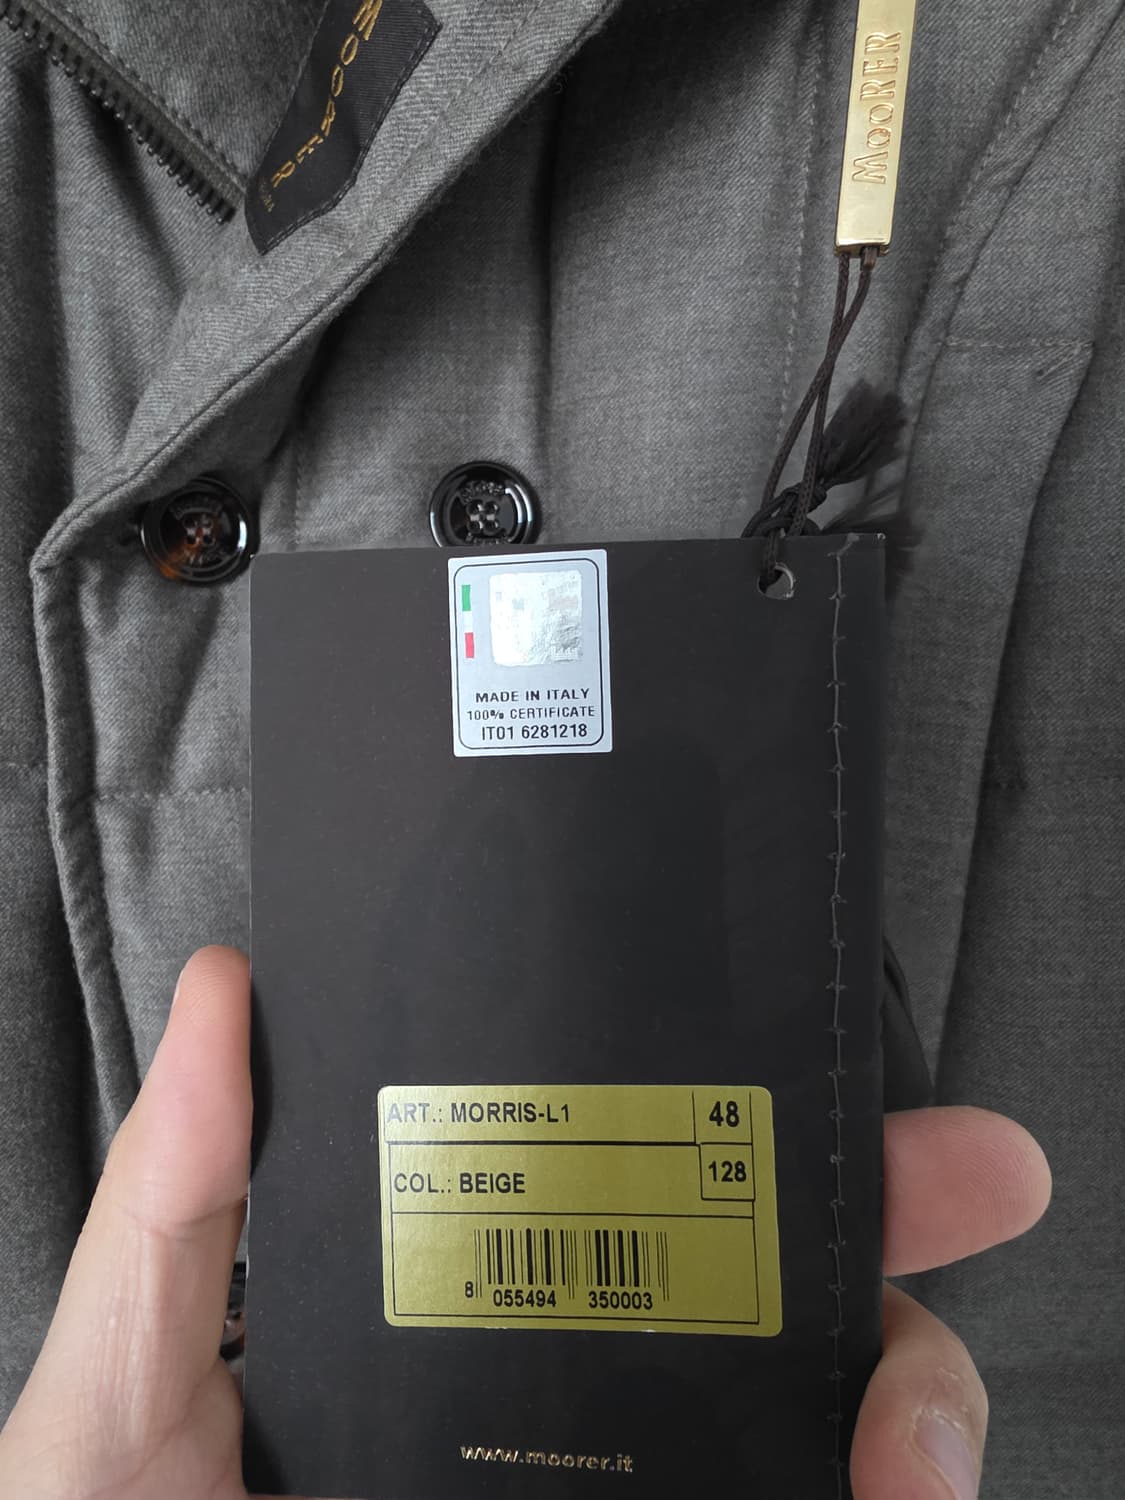 MOORER
MOORER
MADE IN ITALY
100% CERTIFICATE
IT01 6281218
ART.: MORRIS-L1 48
COL.: BEIGE 128
8 055494 350003
www.moorer.it